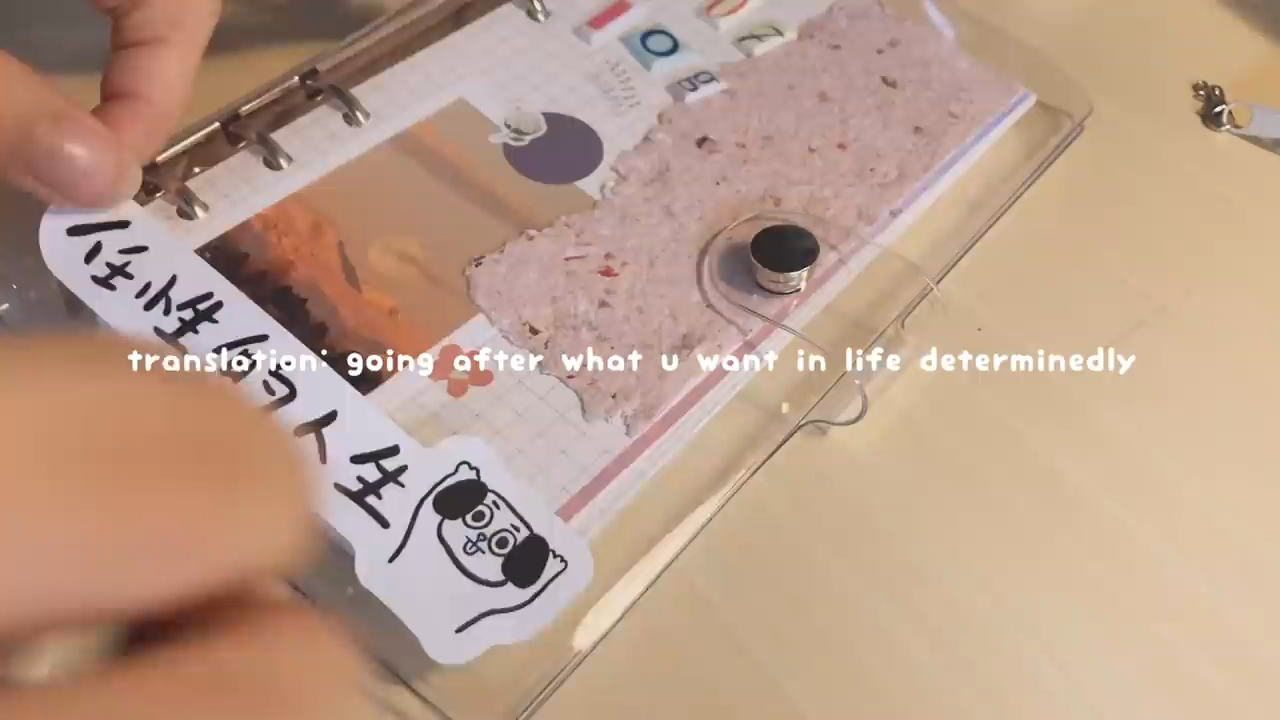 任性的人生
translation: going after what u want in life determinedly